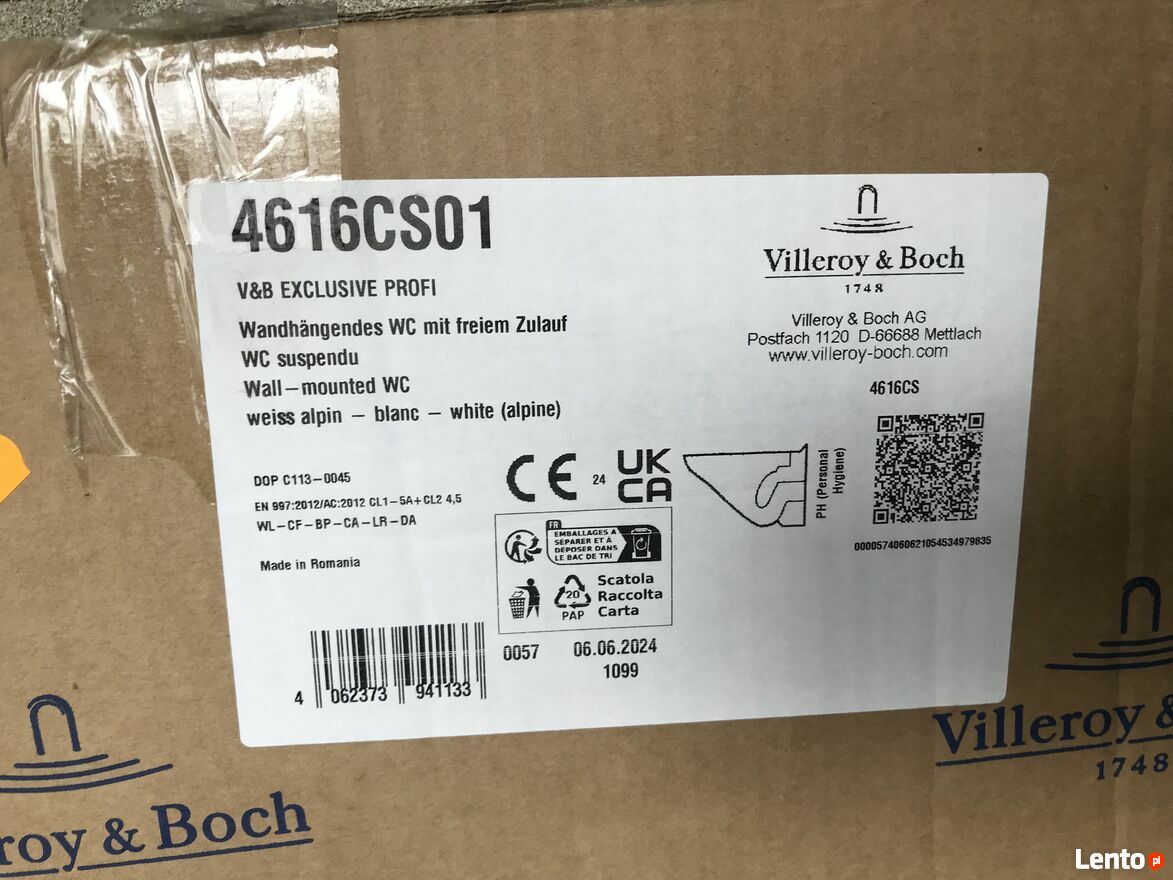 4616CS01
V&B EXCLUSIVE PROFI
Wandhängendes WC mit freiem Zulauf
WC suspendu
Wall-mounted WC
weiss alpin - blanc - white (alpine)
Villeroy & Boch
1748
Villeroy & Boch AG
Postfach 1120 D-66688 Mettlach
www.villeroy-boch.com
4616CS
DOP C113-0045
EN 997:2012/AC:2012 CL1-5A+CL2 4,5
WL-CF-BP-CA-LR-DA
Made in Romania
CE
24
UK
CA
PH (Personal
Hygiene)
0000574060621054534979835
FR
EMBALLAGES À
SÉPARER ET À
DÉPOSER DANS
LE BAC DE TRI
20
PAP
Scatola
Raccolta
Carta
0057
06.06.2024
1099
4 062373 941133
roy & Boch
Villeroy &
1748
Lento.pl